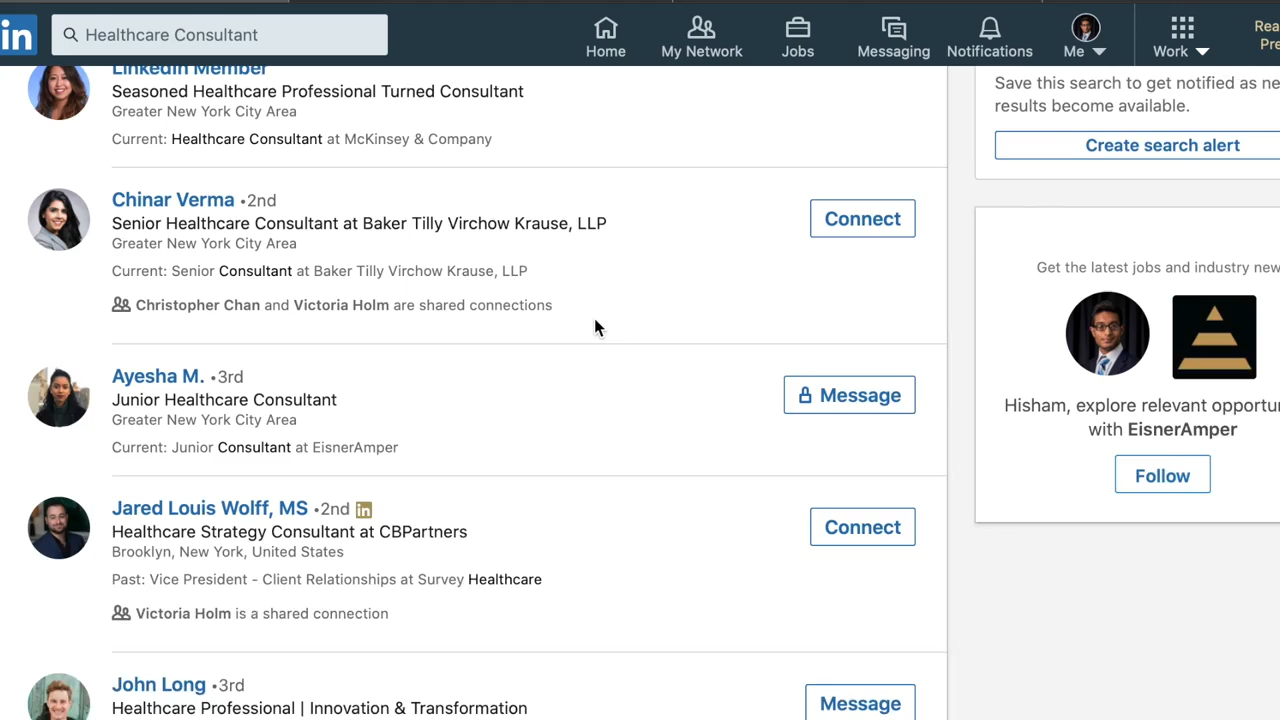 in
Healthcare Consultant
Home
My Network
Jobs
Messaging
Notifications
Me
Work
LinkedIn Member
Seasoned Healthcare Professional Turned Consultant
Greater New York City Area
Current: Healthcare Consultant at McKinsey & Company
Chinar Verma •2nd
Senior Healthcare Consultant at Baker Tilly Virchow Krause, LLP
Greater New York City Area
Current: Senior Consultant at Baker Tilly Virchow Krause, LLP
Christopher Chan and Victoria Holm are shared connections
Connect
Ayesha M. •3rd
Junior Healthcare Consultant
Greater New York City Area
Current: Junior Consultant at EisnerAmper
Message
Jared Louis Wolff, MS •2nd in
Healthcare Strategy Consultant at CBPartners
Brooklyn, New York, United States
Past: Vice President - Client Relationships at Survey Healthcare
Victoria Holm is a shared connection
Connect
John Long •3rd
Healthcare Professional | Innovation & Transformation
Message
Save this search to get notified as
results become available.
Create search alert
Get the latest jobs and industry
Hisham, explore relevant
with EisnerAmper
Follow